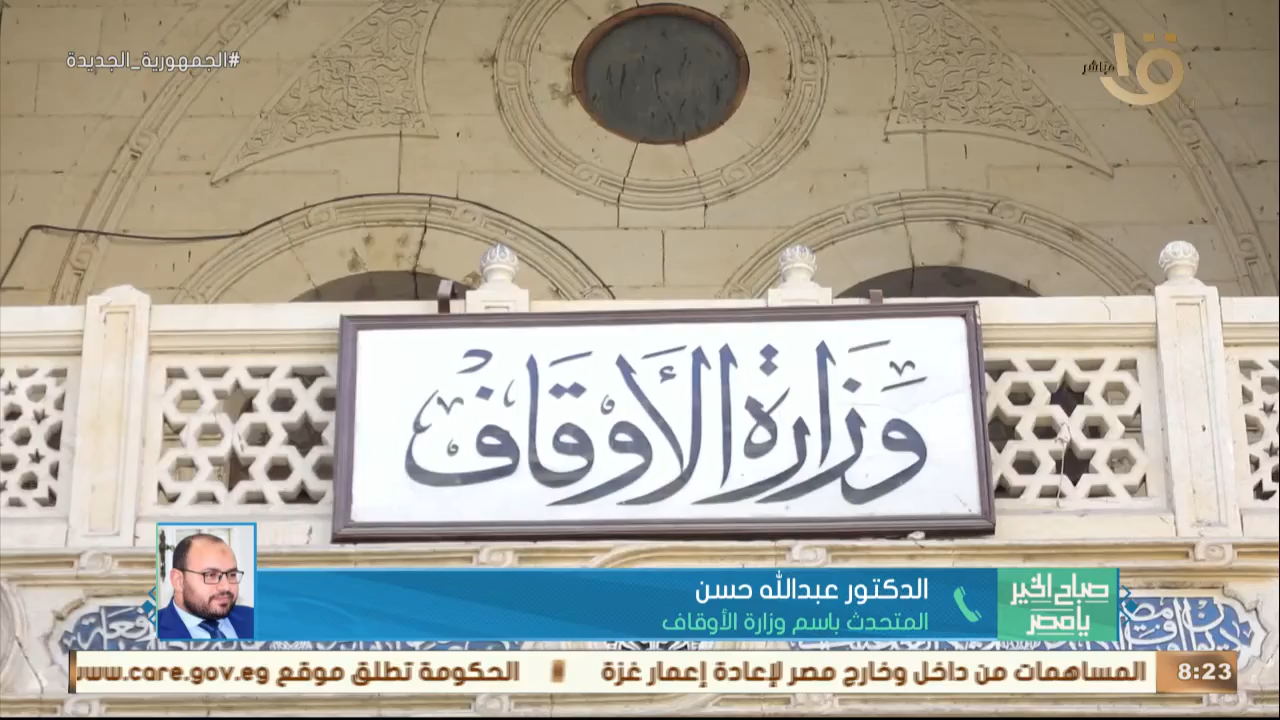 #الجمهورية_الجديدة
مباشر
وزارة الأوقاف
الدكتور عبدالله حسن
المتحدث باسم وزارة الأوقاف
صباح الخير
يا مصر
8:23
المساهمات من داخل وخارج مصر لإعادة إعمار غزة
الحكومة تطلق موقع www.care.gov.eg